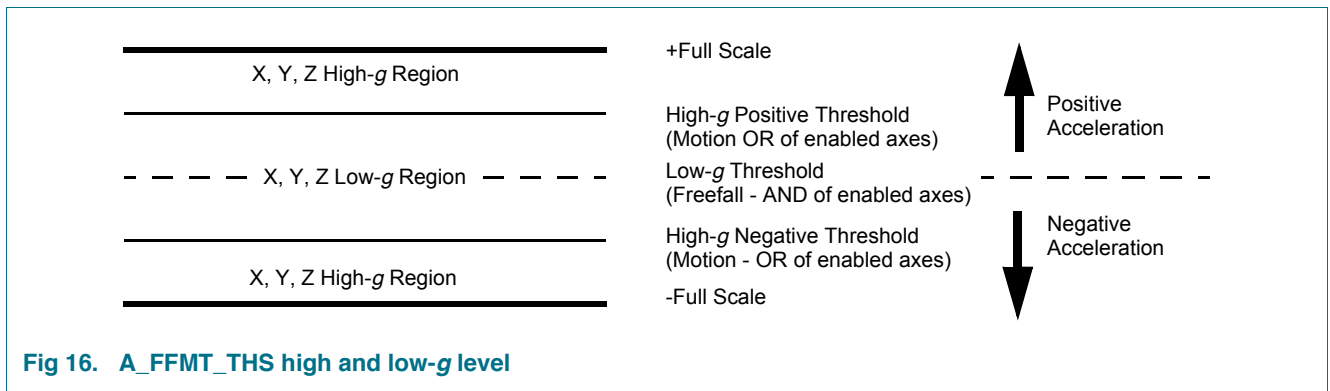 +Full Scale
X, Y, Z High-g Region
High-g Positive Threshold
(Motion OR of enabled axes)
Positive
Acceleration
X, Y, Z Low-g Region
Low-g Threshold
(Freefall - AND of enabled axes)
High-g Negative Threshold
(Motion - OR of enabled axes)
Negative
Acceleration
X, Y, Z High-g Region
-Full Scale
Fig 16. A_FFMT_THS high and low-g level